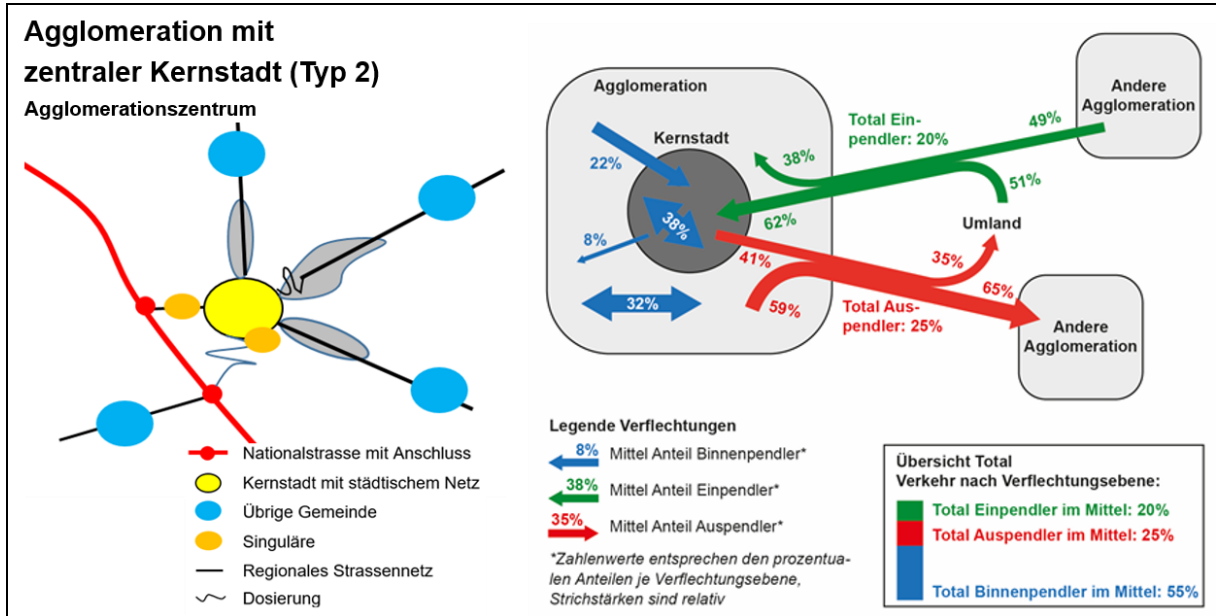 Agglomeration mit
zentraler Kernstadt (Typ 2)
Agglomerationszentrum
Nationalstrasse mit Anschluss
Kernstadt mit städtischem Netz
Übrige Gemeinde
Singuläre
Regionales Strassennetz
Dosierung
Agglomeration
Kernstadt
22%
38%
8%
32%
Total Ein-
pendler: 20%
49%
38%
51%
62%
Umland
41%
35%
59%
65%
Total Aus-
pendler: 25%
Andere
Agglomeration
Andere
Agglomeration
Legende Verflechtungen
8% Mittel Anteil Binnenpendler*
38% Mittel Anteil Einpendler*
35% Mittel Anteil Auspendler*
*Zahlenwerte entsprechen den prozentua-
len Anteilen je Verflechtungsebene,
Strichstärken sind relativ
Übersicht Total
Verkehr nach Verflechtungsebene:
Total Einpendler im Mittel: 20%
Total Auspendler im Mittel: 25%
Total Binnenpendler im Mittel: 55%